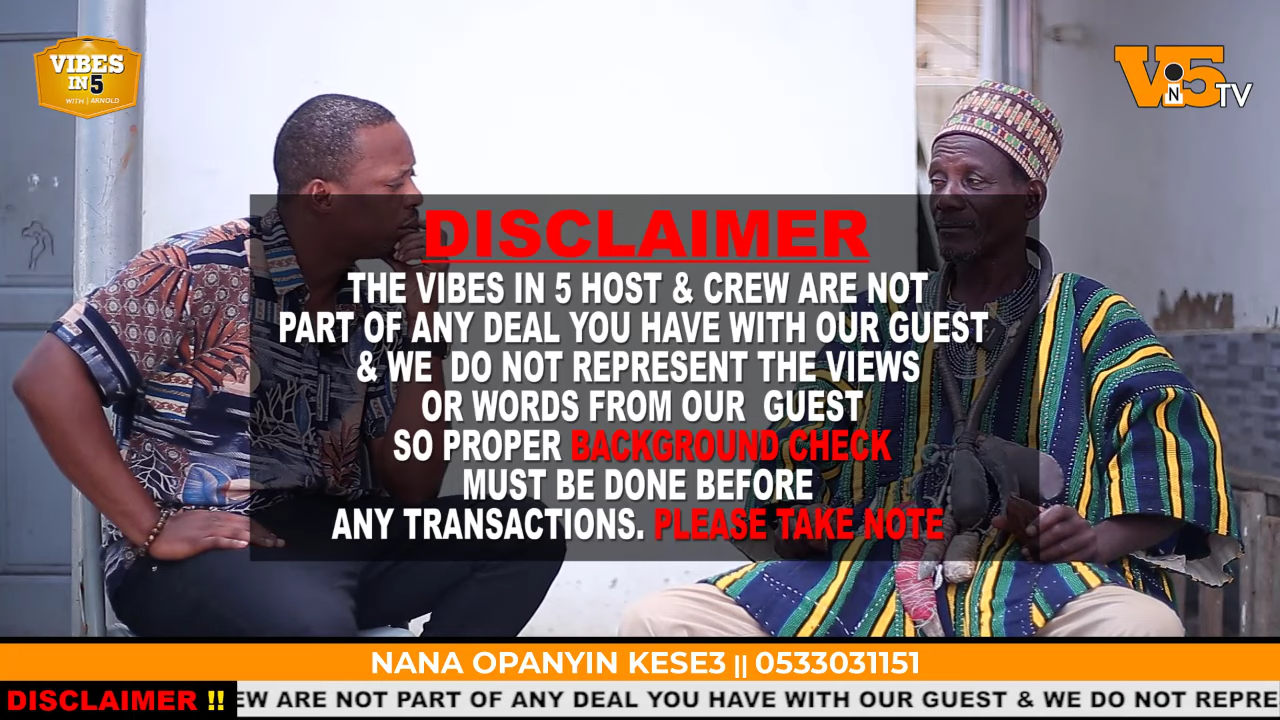 VIBES
IN 5
WITH | ARNOLD
V IN 5 TV
DISCLAIMER
THE VIBES IN 5 HOST & CREW ARE NOT
PART OF ANY DEAL YOU HAVE WITH OUR GUEST
& WE DO NOT REPRESENT THE VIEWS
OR WORDS FROM OUR GUEST
SO PROPER BACKGROUND CHECK
MUST BE DONE BEFORE
ANY TRANSACTIONS. PLEASE TAKE NOTE
NANA OPANYIN KESE3 || 0533031151
DISCLAIMER !! EW ARE NOT PART OF ANY DEAL YOU HAVE WITH OUR GUEST & WE DO NOT REPRE